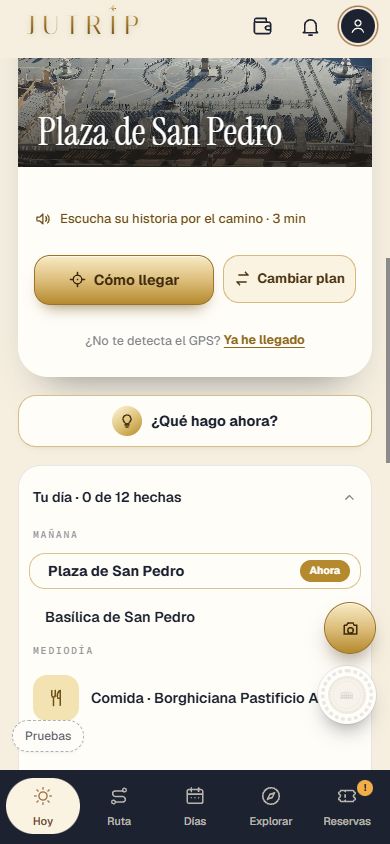 JUTRIP
Plaza de San Pedro
Escucha su historia por el camino · 3 min
Cómo llegar
Cambiar plan
¿No te detecta el GPS? Ya he llegado
¿Qué hago ahora?
Tu día · 0 de 12 hechas
MAÑANA
Plaza de San Pedro
Ahora
Basílica de San Pedro
MEDIODÍA
Comida · Borghiciana Pastificio A
Pruebas
!
Hoy
Ruta
Días
Explorar
Reservas